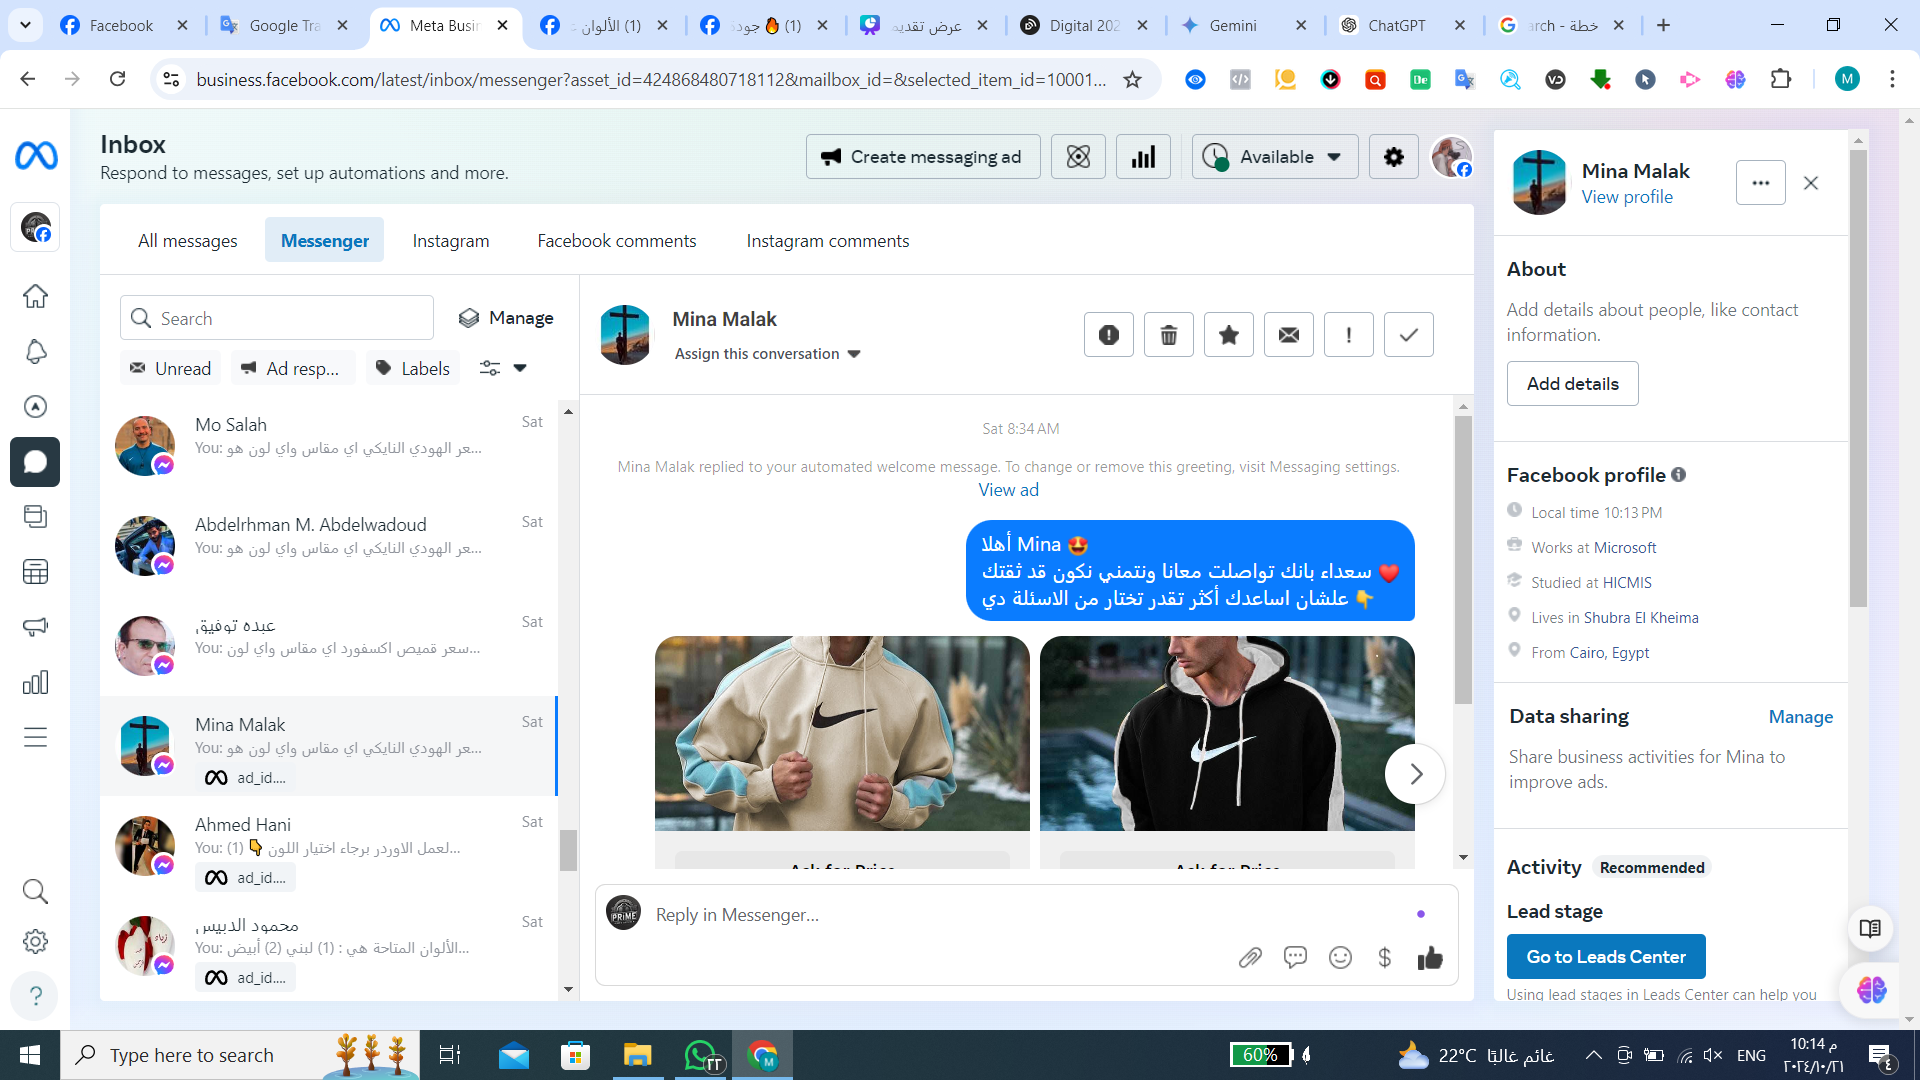 Facebook
Google Tra
Meta Busin
(1) الألوان
(1) 🔥 جودة
عرض تقديم
Digital 202
Gemini
ChatGPT
خطة - arch
business.facebook.com/latest/inbox/messenger?asset_id=424868480718112&mailbox_id=&selected_item_id=10001...
M
Inbox
Respond to messages, set up automations and more.
Create messaging ad
Available
All messages
Messenger
Instagram
Facebook comments
Instagram comments
Search
Manage
Unread
Ad resp...
Labels
Mo Salah
Sat
You: عر الهودي النايكي اي مقاس واي لون هو...
Abdelrhman M. Abdelwadoud
Sat
You: عر الهودي النايكي اي مقاس واي لون هو...
عبده توفيق
Sat
You: سعر قميص اكسفورد اي مقاس واي لون...
Mina Malak
Sat
You: عر الهودي النايكي اي مقاس واي لون هو...
ad_id....
Ahmed Hani
Sat
You: لعمل الاوردر برجاء اختيار اللون 👇 (1)...
ad_id....
محمود الدبيس
Sat
You: الألوان المتاحة هي : (1) لبني (2) أبيض...
ad_id....
Mina Malak
Assign this conversation
Sat 8:34 AM
Mina Malak replied to your automated welcome message. To change or remove this greeting, visit Messaging settings.
View ad
أهلا Mina 🤩
سعداء بانك تواصلت معانا ونتمني نكون قد ثقتك ❤️
علشان اساعدك أكثر تقدر تختار من الاسئلة دي 👇
Ask for Price
Ask for Price
PRiME
Reply in Messenger...
Mina Malak
View profile
About
Add details about people, like contact
information.
Add details
Facebook profile
Local time 10:13 PM
Works at Microsoft
Studied at HICMIS
Lives in Shubra El Kheima
From Cairo, Egypt
Data sharing
Manage
Share business activities for Mina to
improve ads.
Activity
Recommended
Lead stage
Go to Leads Center
Using lead stages in Leads Center can help you
Type here to search
٢٢
60%
22°C
غائم غالبًا
ENG
10:14 م
٢٠٢٤/١٠/٢١
٤